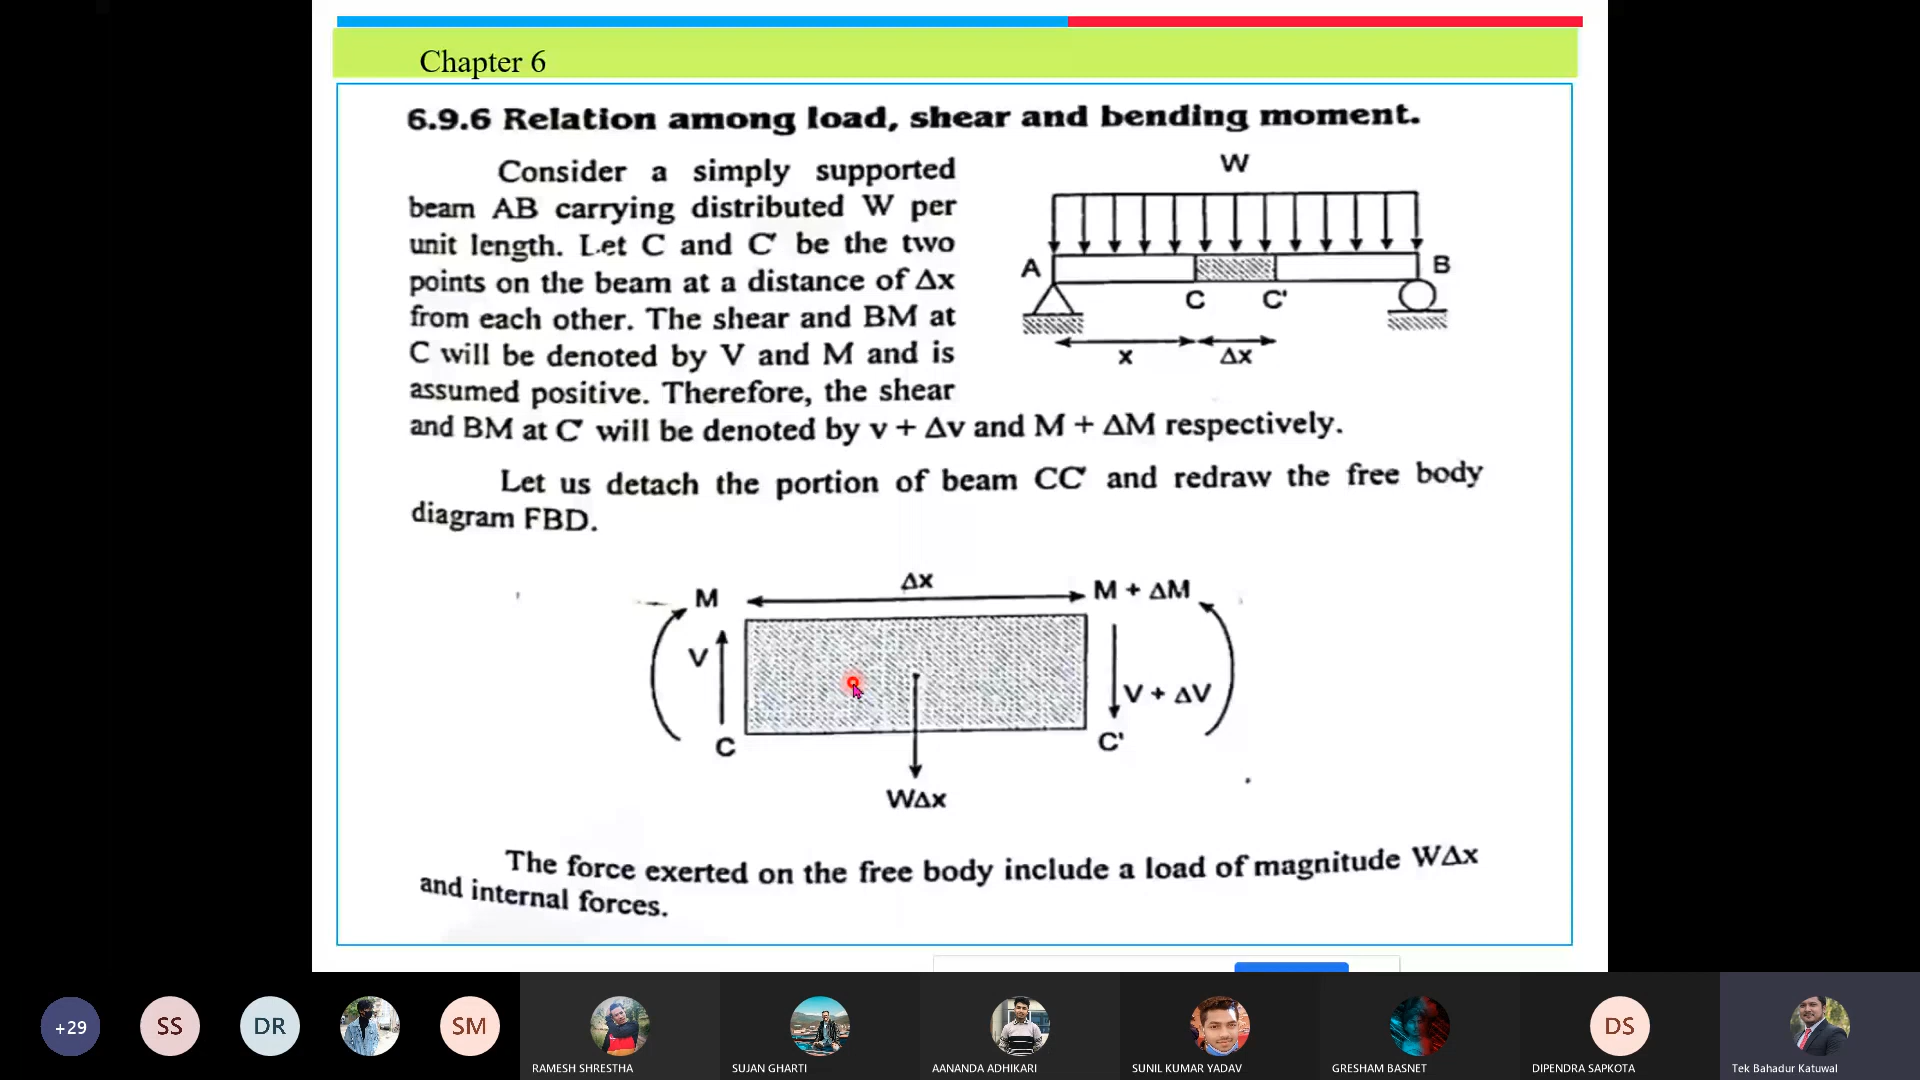 Chapter 6
6.9.6 Relation among load, shear and bending moment.
Consider a simply supported
beam AB carrying distributed W per
unit length. Let C and C' be the two
points on the beam at a distance of Δx
from each other. The shear and BM at
C will be denoted by V and M and is
assumed positive. Therefore, the shear
and BM at C' will be denoted by v + Δv and M + ΔM respectively.
W
A
B
C
C'
x
Δx
Let us detach the portion of beam CC' and redraw the free body
diagram FBD.
Δx
M
M + ΔM
V
V + ΔV
C
C'
WΔx
The force exerted on the free body include a load of magnitude WΔx
and internal forces.
+29
SS
DR
SM
RAMESH SHRESTHA
SUJAN GHARTI
AANANDA ADHIKARI
SUNIL KUMAR YADAV
GRESHAM BASNET
DS
DIPENDRA SAPKOTA
Tek Bahadur Katuwal